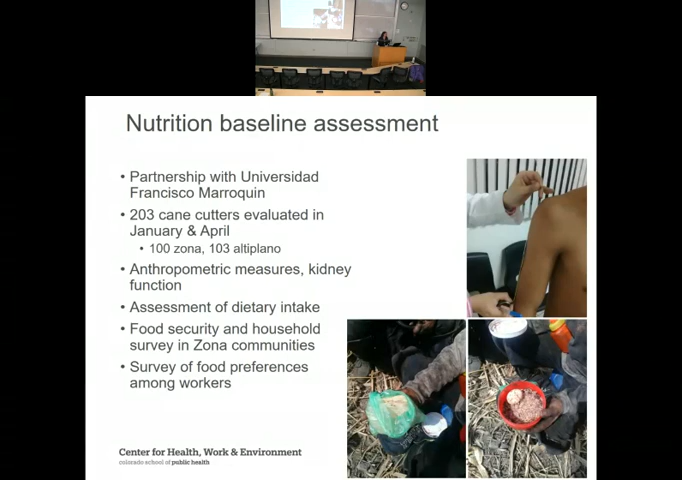 Nutrition baseline assessment
• Partnership with Universidad
Francisco Marroquin
• 203 cane cutters evaluated in
January & April
• 100 zona, 103 altiplano
• Anthropometric measures, kidney
function
• Assessment of dietary intake
• Food security and household
survey in Zona communities
• Survey of food preferences
among workers
Center for Health, Work & Environment
colorado school of public health